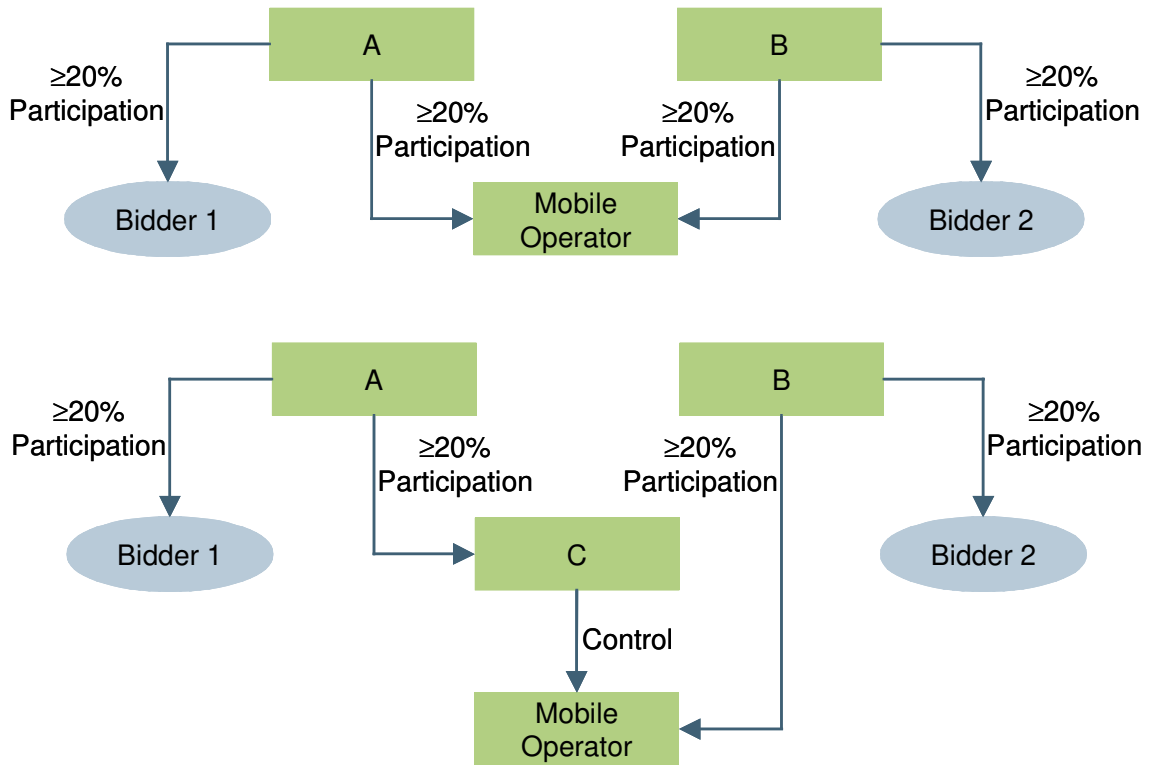 A
B
≥20%
Participation
≥20%
Participation
≥20%
Participation
≥20%
Participation
Bidder 1
Mobile
Operator
Bidder 2
A
B
≥20%
Participation
≥20%
Participation
≥20%
Participation
≥20%
Participation
Bidder 1
C
Bidder 2
Control
Mobile
Operator